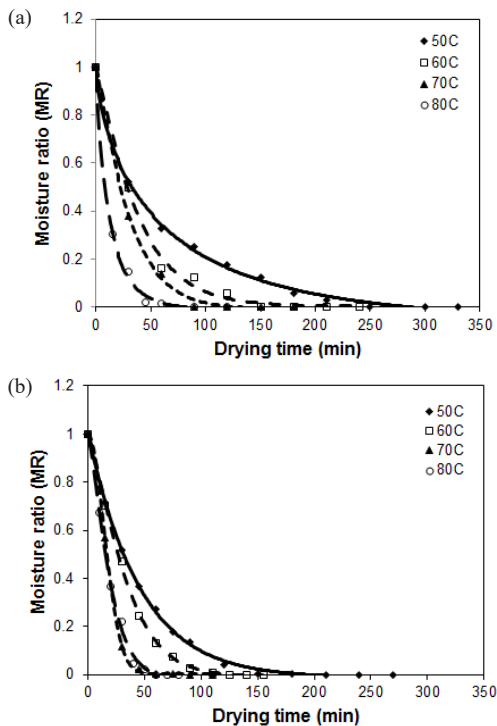 (a)
1.2
1
0.8
0.6
0.4
0.2
0
Moisture ratio (MR)
50C
60C
70C
80C
0 50 100 150 200 250 300 350
Drying time (min)
(b)
1.2
1
0.8
0.6
0.4
0.2
0
Moisture ratio (MR)
50C
60C
70C
80C
0 50 100 150 200 250 300 350
Drying time (min)